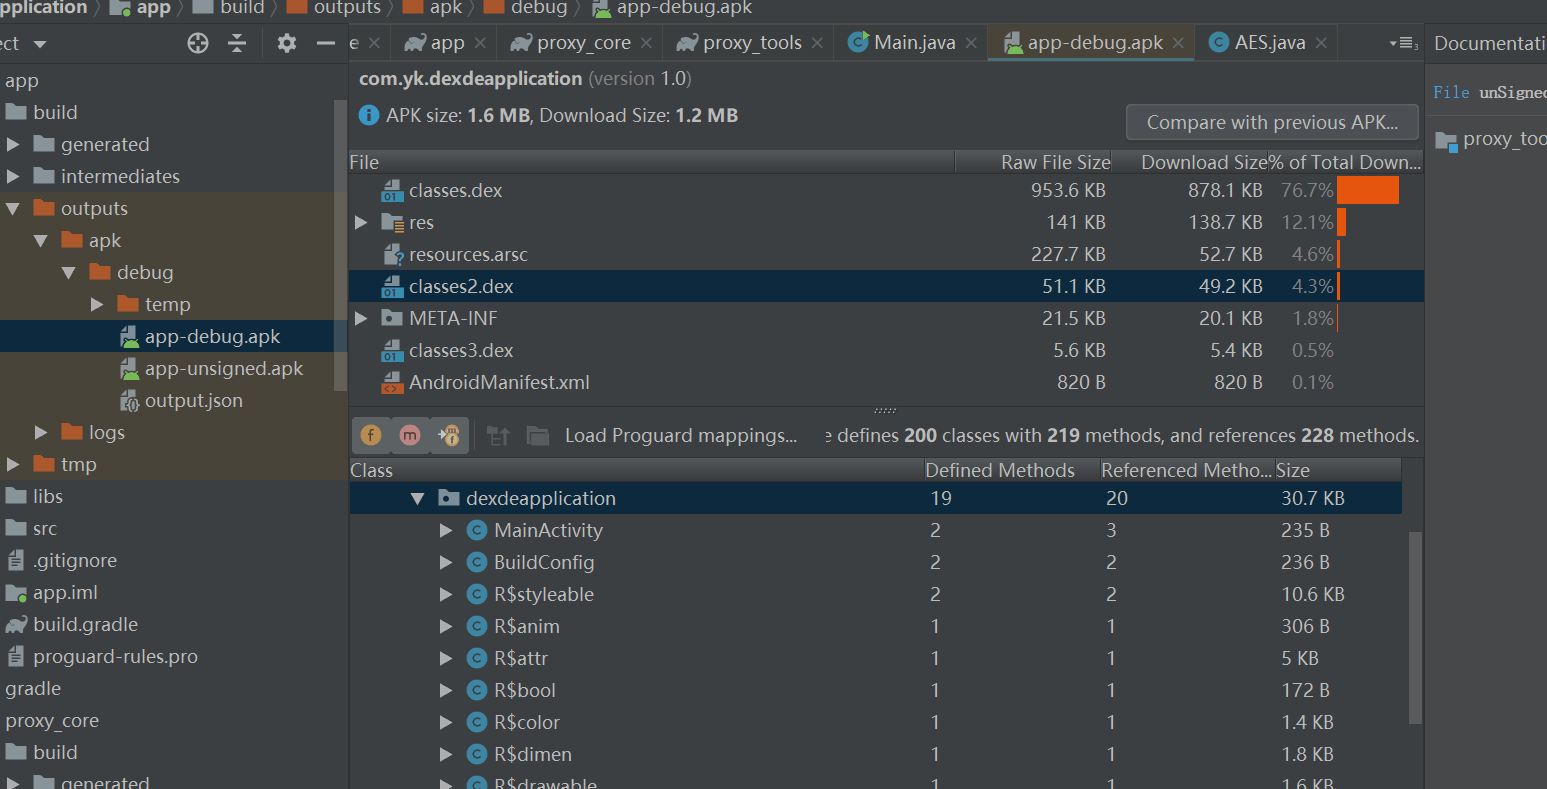 pplication
app
build
outputs
apk
debug
app-debug.apk
ect
e
app
proxy_core
proxy_tools
Main.java
app-debug.apk
AES.java
3
Documentati
app
build
generated
intermediates
outputs
apk
debug
temp
app-debug.apk
app-unsigned.apk
output.json
logs
tmp
libs
src
.gitignore
app.iml
build.gradle
proguard-rules.pro
gradle
proxy_core
build
generated
com.yk.dexdeapplication (version 1.0)
APK size: 1.6 MB, Download Size: 1.2 MB
Compare with previous APK...
File Raw File Size Download Size % of Total Down...
classes.dex 953.6 KB 878.1 KB 76.7%
res 141 KB 138.7 KB 12.1%
resources.arsc 227.7 KB 52.7 KB 4.6%
classes2.dex 51.1 KB 49.2 KB 4.3%
META-INF 21.5 KB 20.1 KB 1.8%
classes3.dex 5.6 KB 5.4 KB 0.5%
AndroidManifest.xml 820 B 820 B 0.1%
Load Proguard mappings... e defines 200 classes with 219 methods, and references 228 methods.
Class Defined Methods Referenced Metho... Size
dexdeapplication 19 20 30.7 KB
MainActivity 2 3 235 B
BuildConfig 2 2 236 B
R$styleable 2 2 10.6 KB
R$anim 1 1 306 B
R$attr 1 1 5 KB
R$bool 1 1 172 B
R$color 1 1 1.4 KB
R$dimen 1 1 1.8 KB
R$drawable 1 1 1.6 KB
File unSigned
proxy_too